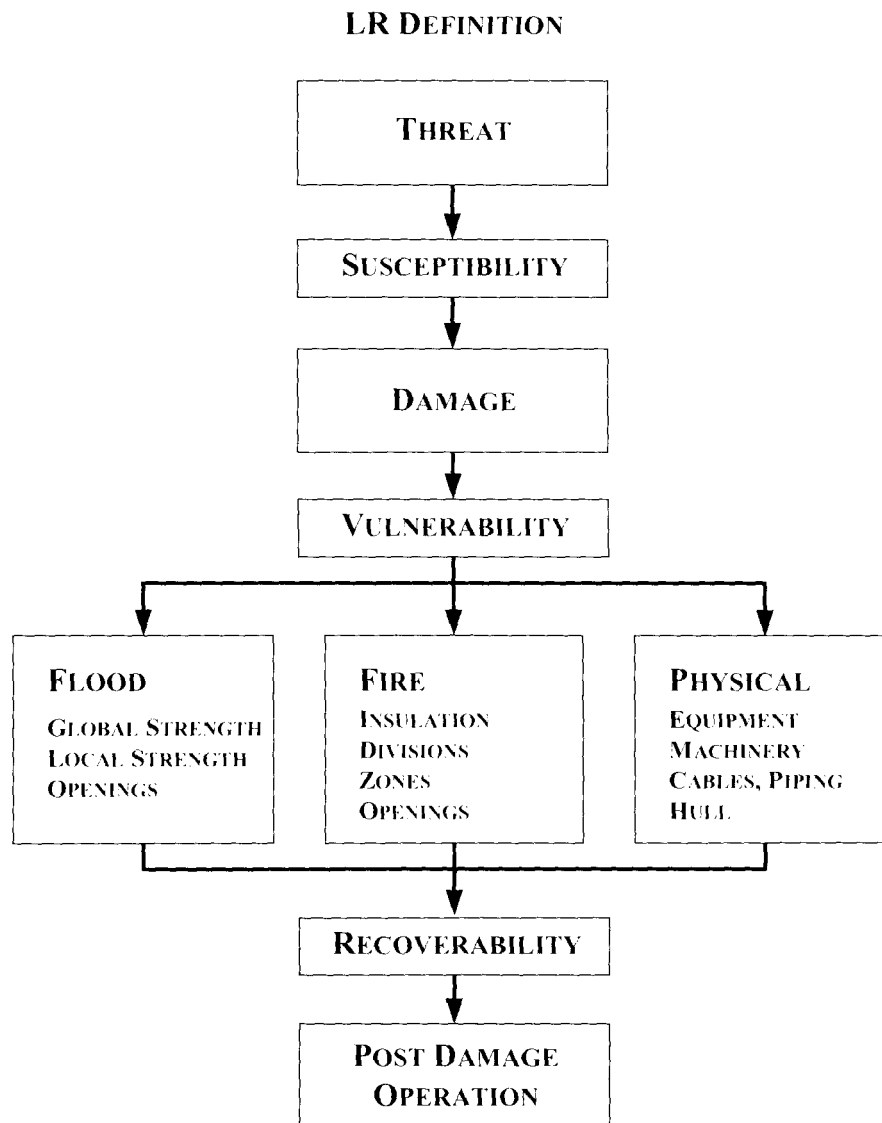 LR DEFINITION
THREAT
SUSCEPTIBILITY
DAMAGE
VULNERABILITY
FLOOD
GLOBAL STRENGTH
LOCAL STRENGTH
OPENINGS
FIRE
INSULATION
DIVISIONS
ZONES
OPENINGS
PHYSICAL
EQUIPMENT
MACHINERY
CABLES, PIPING
HULL
RECOVERABILITY
POST DAMAGE
OPERATION